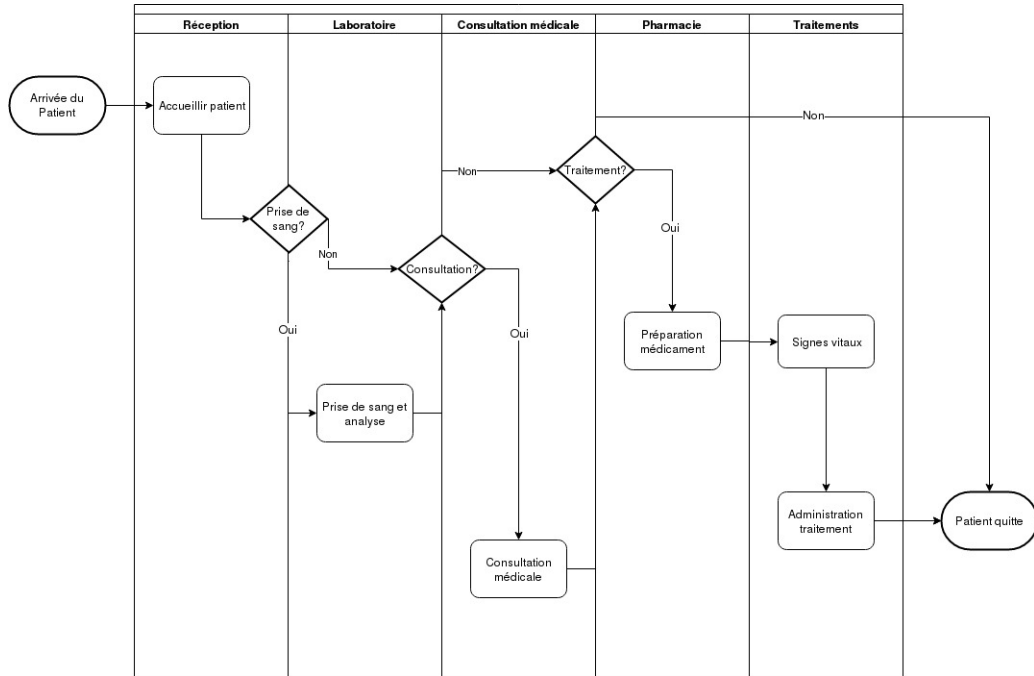 Réception
Laboratoire
Consultation médicale
Pharmacie
Traitements
Arrivée du
Patient
Accueillir patient
Non
Traitement?
Non
Prise de
sang?
Oui
Non
Consultation?
Oui
Oui
Préparation
médicament
Signes vitaux
Prise de sang et
analyse
Administration
traitement
Patient quitte
Consultation
médicale